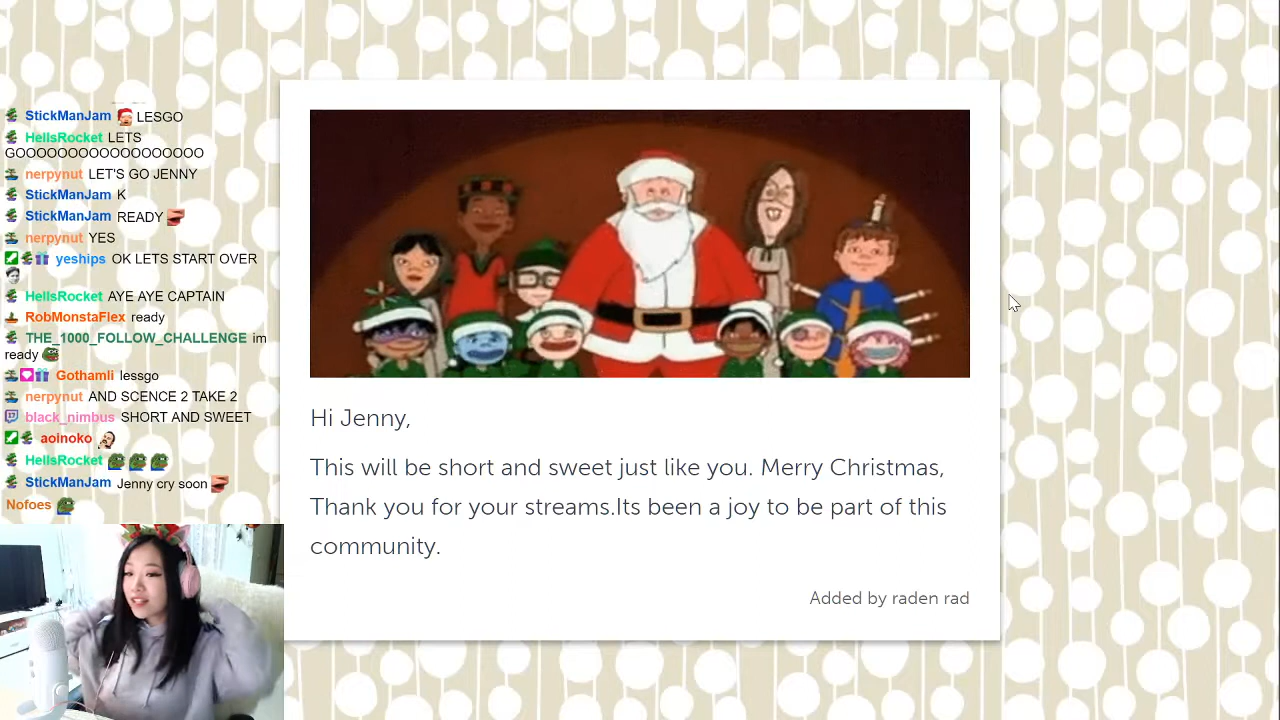 StickManJam LESGO
HellsRocket LETS
GOOOOOOOOOOOOOOOOOO
nerpynut LET'S GO JENNY
StickManJam K
StickManJam READY
nerpynut YES
yeships OK LETS START OVER
HellsRocket AYE AYE CAPTAIN
RobMonstaFlex ready
THE_1000_FOLLOW_CHALLENGE im
ready
Gothamli lessgo
nerpynut AND SCENCE 2 TAKE 2
black_nimbus SHORT AND SWEET
aolnoko
HellsRocket
StickManJam Jenny cry soon
Nofoes
Hi Jenny,
This will be short and sweet just like you. Merry Christmas,
Thank you for your streams.Its been a joy to be part of this
community.
Added by raden rad